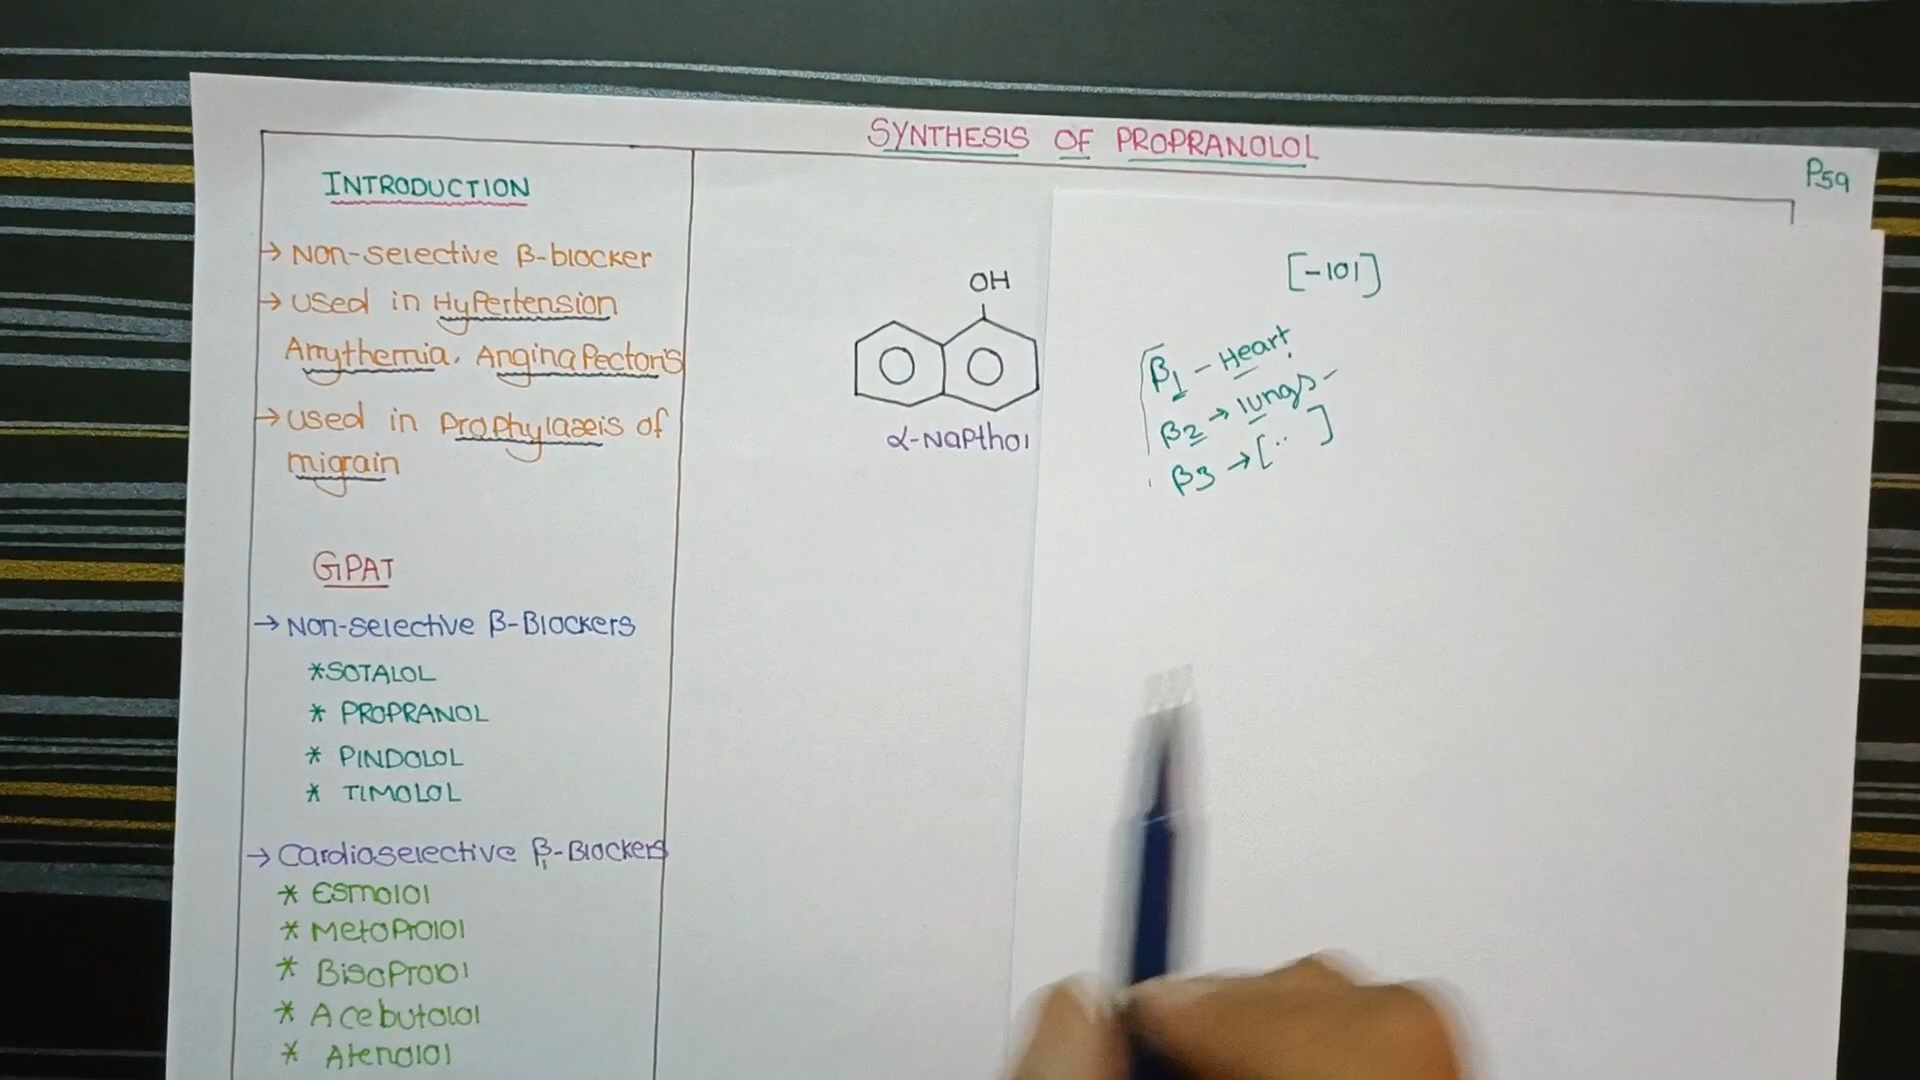 SYNTHESIS OF PROPRANOLOL
P59
INTRODUCTION
→ Non-selective β-blocker
→ used in Hypertension
Arrythemia, Angina Pectoris
→ used in Prophylaxeis of
migrain
GPAT
→ Non-selective β-Blockers
* SOTALOL
* PROPRANOL
* PINDOLOL
* TIMOLOL
→ Cardioselective β1-Blockers
* Esmolol
* Metoprolol
* Bisoprolol
* Acebutolol
* Atenolol
OH
α-Napthol
[-lol]
β1 - Heart
β2 → lungs -
β3 → [.. ]